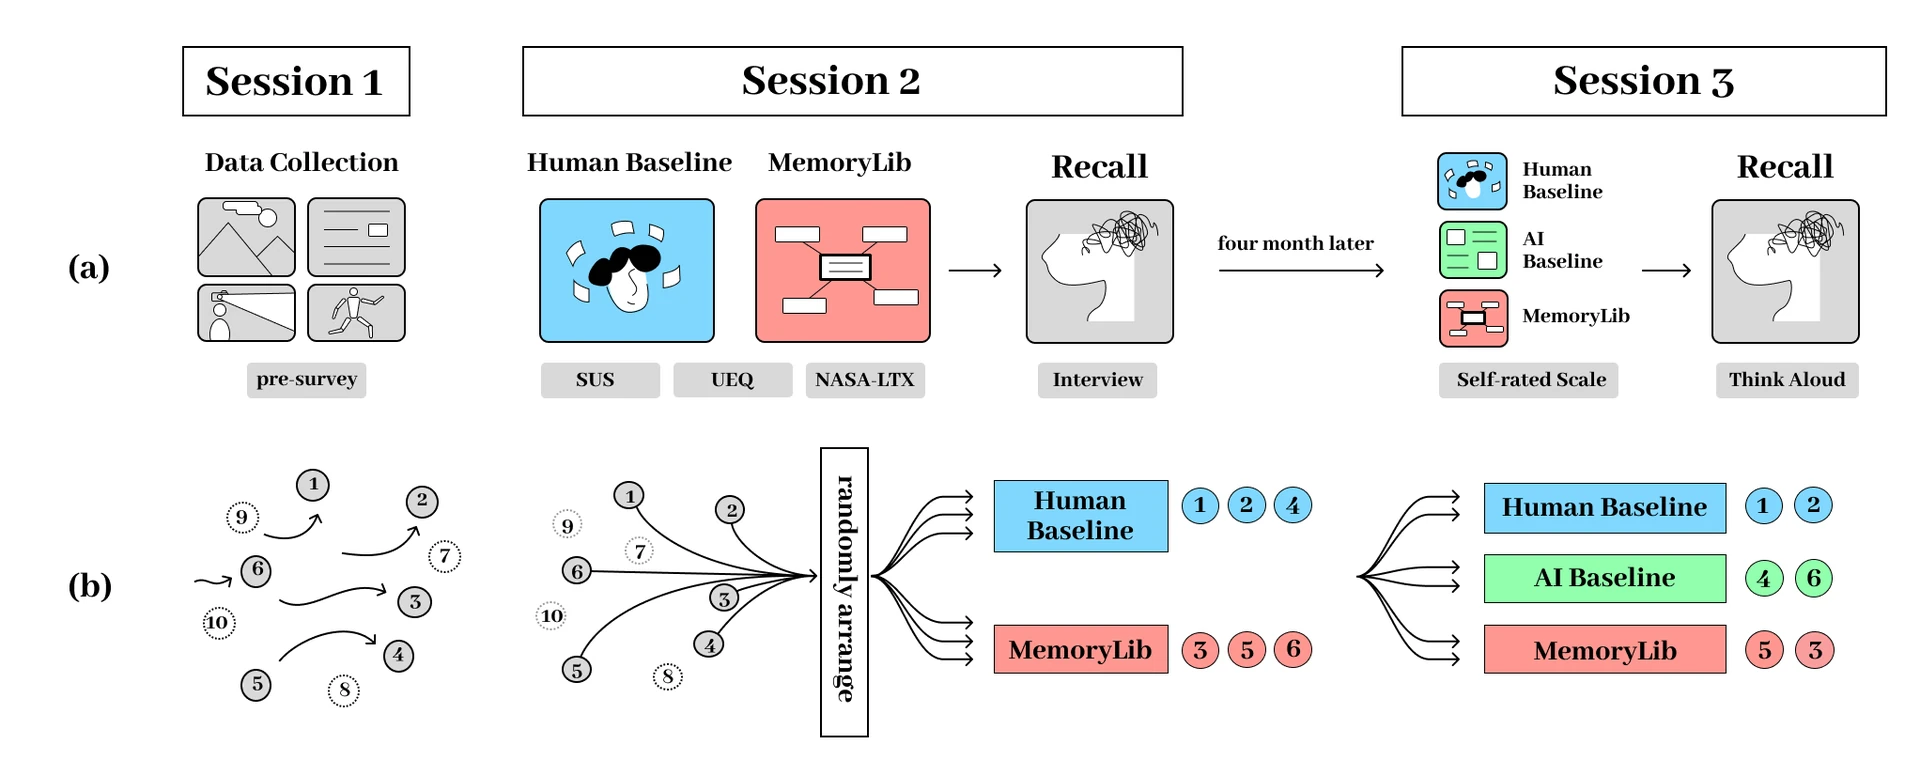 Session 1
Session 2
Session 3
(a)
Data Collection
pre-survey
Human Baseline
MemoryLib
SUS
UEQ
NASA-LTX
Recall
Interview
four month later
Human
Baseline
AI
Baseline
MemoryLib
Self-rated Scale
Recall
Think Aloud
(b)
1
2
9
7
6
3
10
4
5
8
1
2
9
7
6
3
10
4
5
8
randomly arrange
Human
Baseline
1 2 4
MemoryLib
3 5 6
Human Baseline
1 2
AI Baseline
4 6
MemoryLib
5 3